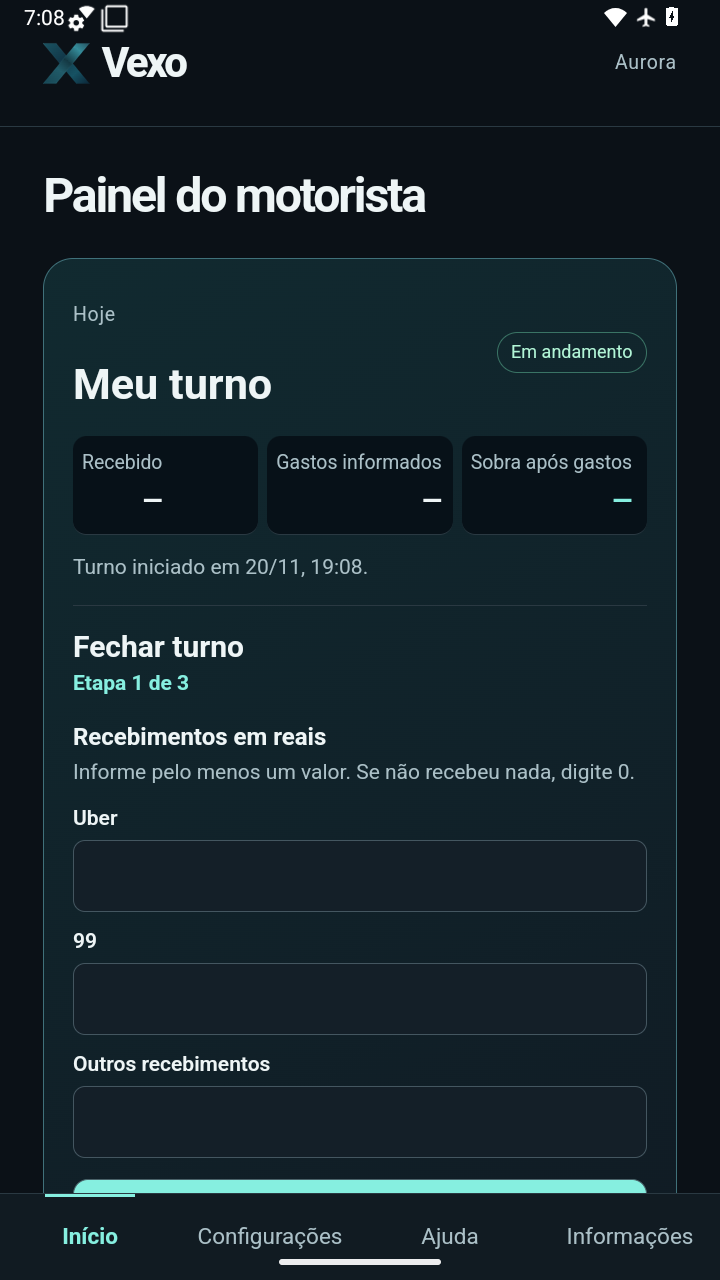 7:08
Vexo
Aurora
Painel do motorista
Hoje
Em andamento
Meu turno
Recebido
Gastos informados
Sobra após gastos
—
—
—
Turno iniciado em 20/11, 19:08.
Fechar turno
Etapa 1 de 3
Recebimentos em reais
Informe pelo menos um valor. Se não recebeu nada, digite 0.
Uber
99
Outros recebimentos
Início
Configurações
Ajuda
Informações